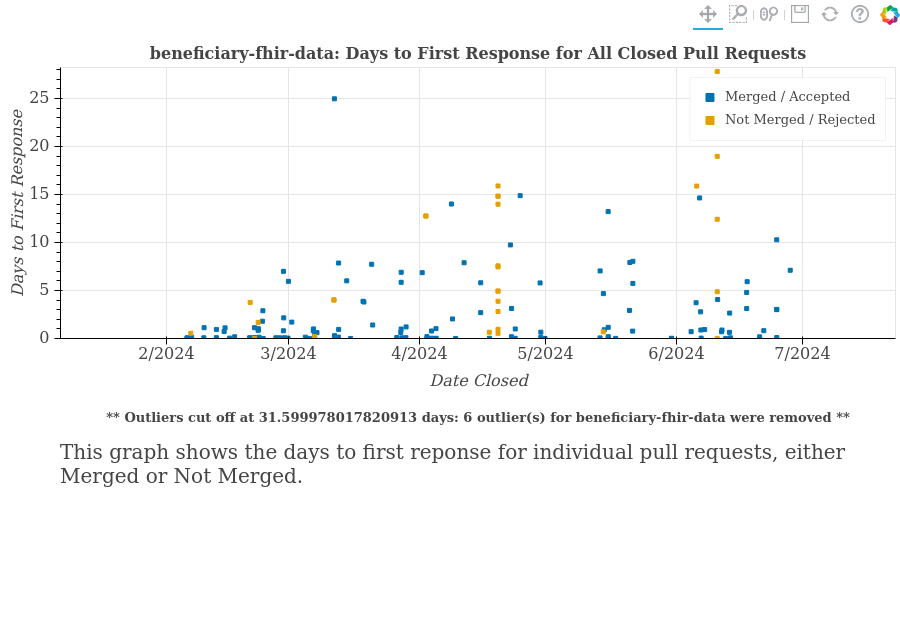 beneficiary-fhir-data: Days to First Response for All Closed Pull Requests
Merged / Accepted
Not Merged / Rejected
Days to First Response
25
20
15
10
5
0
2/2024 3/2024 4/2024 5/2024 6/2024 7/2024
Date Closed
** Outliers cut off at 31.599978017820913 days: 6 outlier(s) for beneficiary-fhir-data were removed **
This graph shows the days to first reponse for individual pull requests, either
Merged or Not Merged.